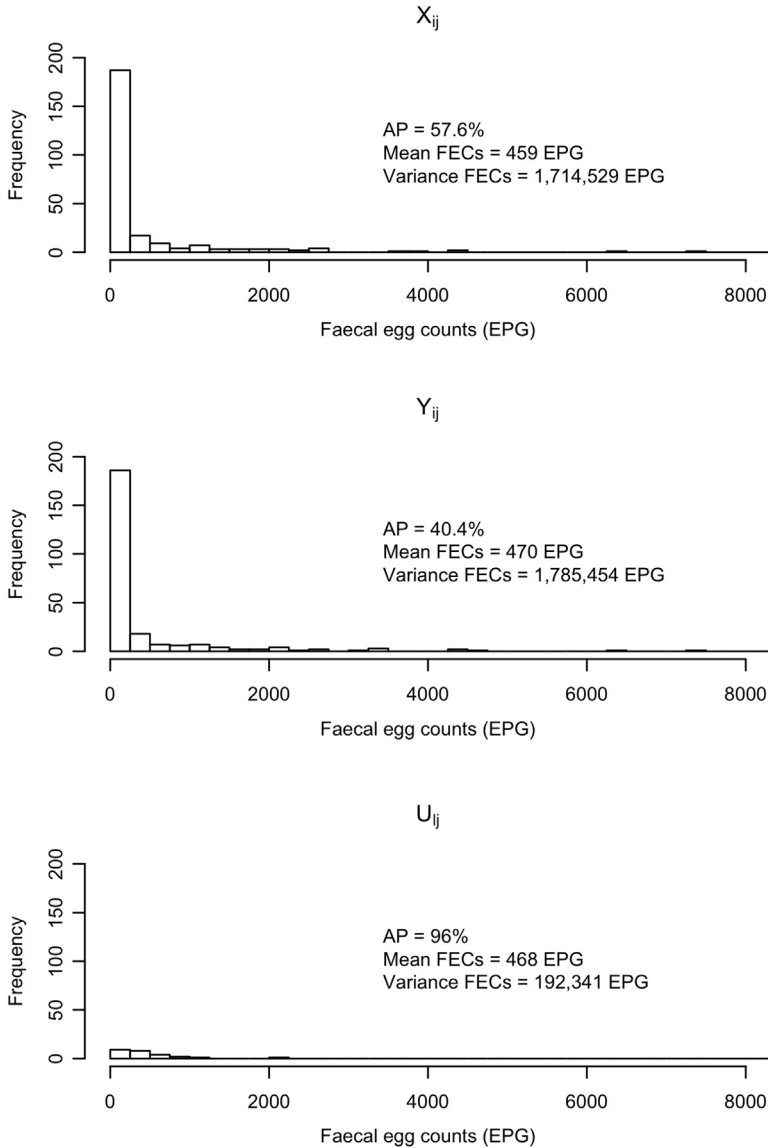 Xij
Frequency
200
150
100
50
0
AP = 57.6%
Mean FECs = 459 EPG
Variance FECs = 1,714,529 EPG
0 2000 4000 6000 8000
Faecal egg counts (EPG)
Yij
Frequency
200
150
100
50
0
AP = 40.4%
Mean FECs = 470 EPG
Variance FECs = 1,785,454 EPG
0 2000 4000 6000 8000
Faecal egg counts (EPG)
Ulj
Frequency
200
150
100
50
0
AP = 96%
Mean FECs = 468 EPG
Variance FECs = 192,341 EPG
0 2000 4000 6000 8000
Faecal egg counts (EPG)